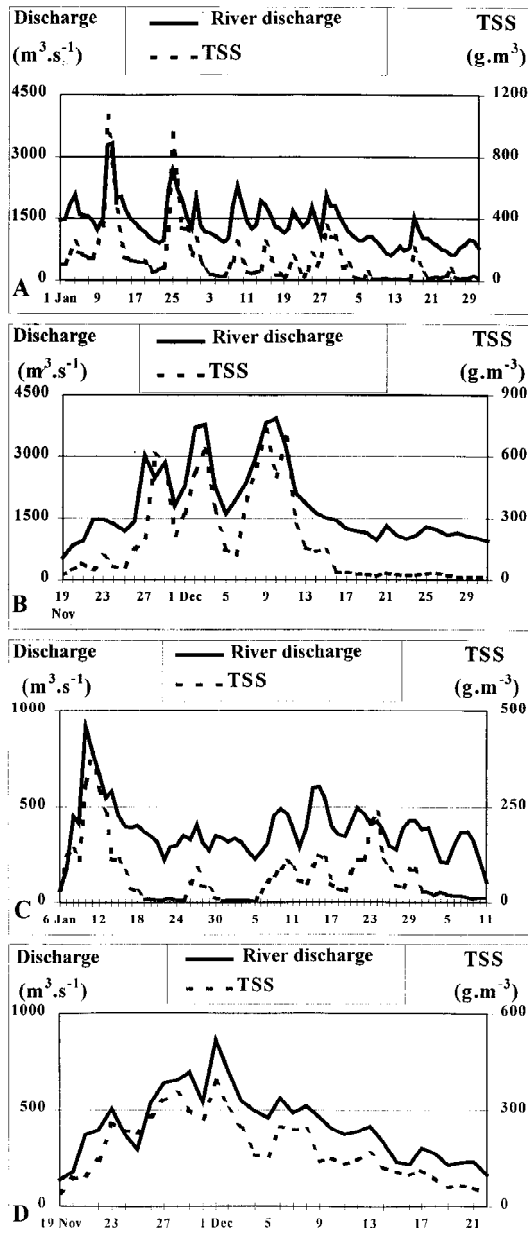 Discharge River discharge TSS
(m³.s⁻¹) TSS (g.m³)
4500 1200
3000 800
1500 400
0 0
A
1 Jan 9 17 25 3 11 19 27 5 13 21 29
Discharge River discharge TSS
(m³.s⁻¹) TSS (g.m⁻³)
4500 900
3000 600
1500 300
0 0
B
19 23 27 1 Dec 5 9 13 17 21 25 29
Nov
Discharge River discharge TSS
(m³.s⁻¹) TSS (g.m⁻³)
1000 500
500 250
0 0
C
6 Jan 12 18 24 30 5 11 17 23 29 5 11
Discharge River discharge TSS
(m³.s⁻¹) TSS (g.m⁻³)
1000 600
500 300
0 0
D
19 Nov 23 27 1 Dec 5 9 13 17 21